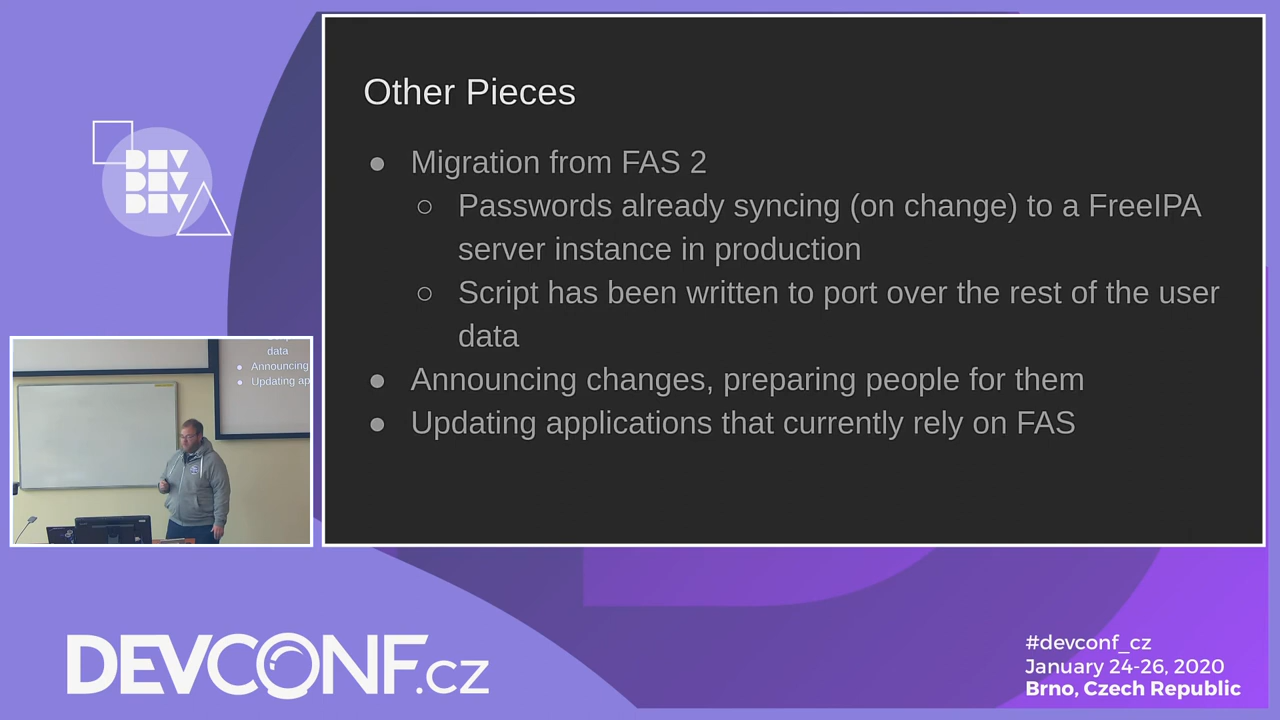 Other Pieces
● Migration from FAS 2
○ Passwords already syncing (on change) to a FreeIPA
server instance in production
○ Script has been written to port over the rest of the user
data
● Announcing changes, preparing people for them
● Updating applications that currently rely on FAS
DEV
DEV
DEV
data
● Announcing
● Updating ap
DEVCONF.cz
#devconf_cz
January 24-26, 2020
Brno, Czech Republic